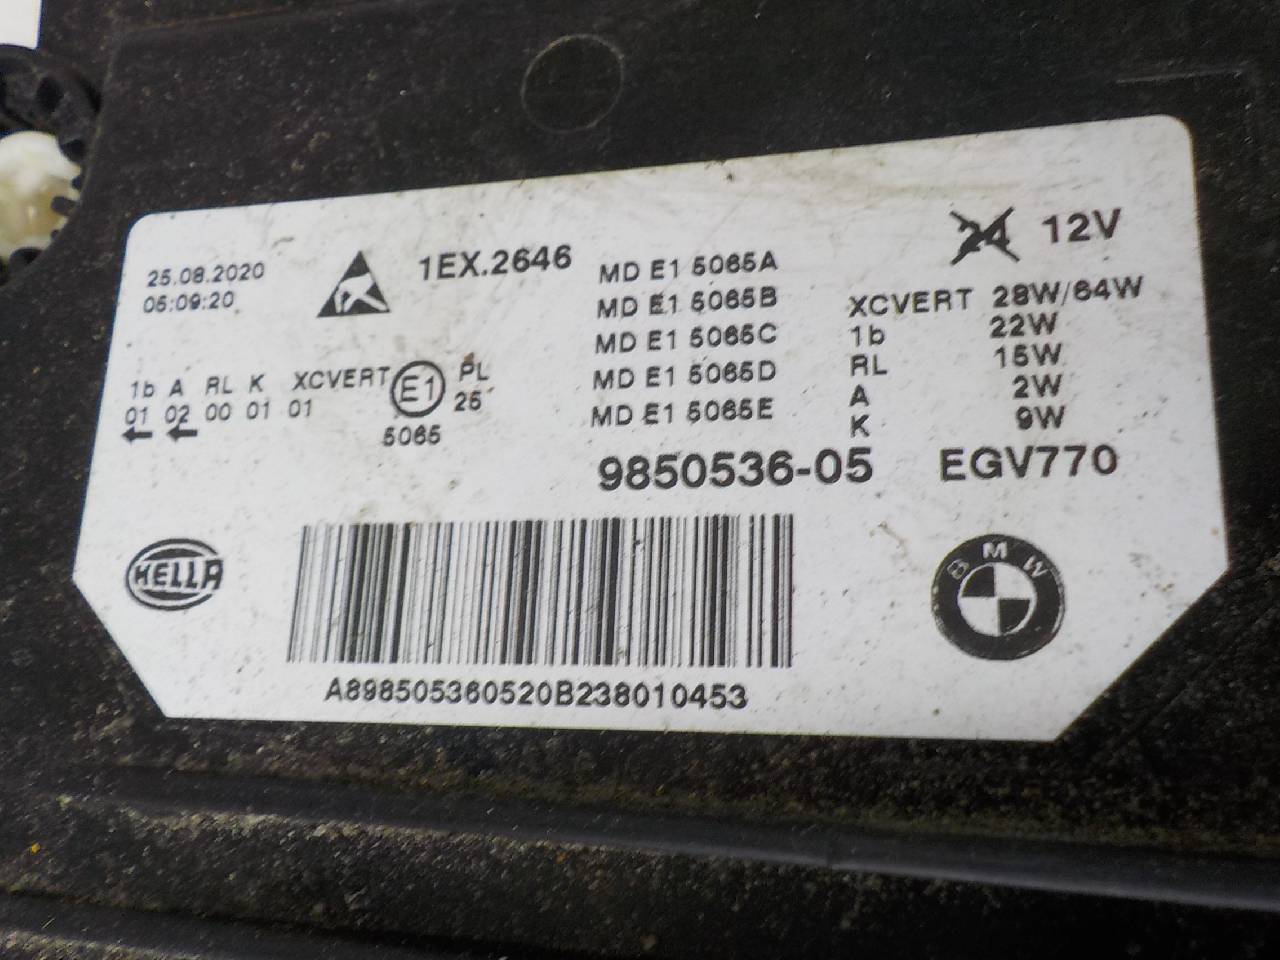 25.08.2020
05:09:20
1EX.2646
1b A RL K XCVERT
01 02 00 01 01
E1
PL
25
5065
MD E1 5065A
MD E1 5065B
MD E1 5065C
MD E1 5065D
MD E1 5065E
24 12V
XCVERT 28W/64W
1b 22W
RL 15W
A 2W
K 9W
9850536-05 EGV770
HELLA
BMW
A898505360520B238010453